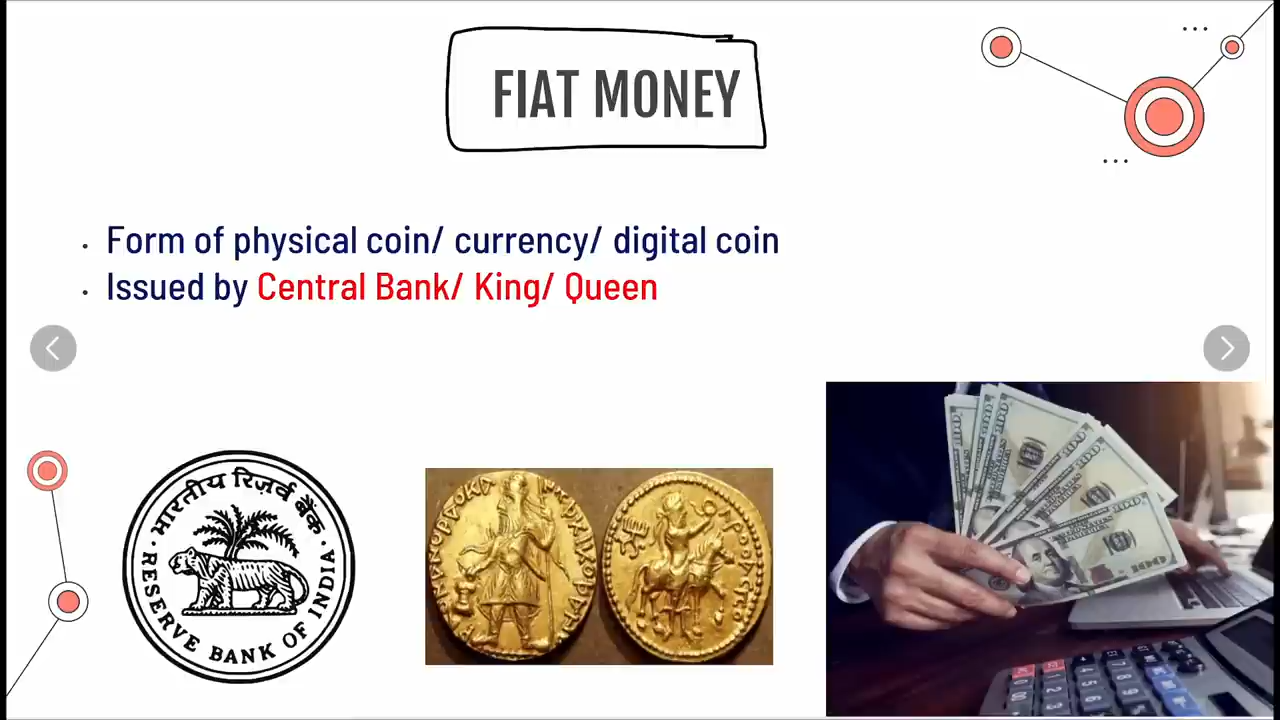 FIAT MONEY
Form of physical coin/ currency/ digital coin
Issued by Central Bank/ King/ Queen
भारतीय रिज़र्व बैंक
RESERVE BANK OF INDIA
100